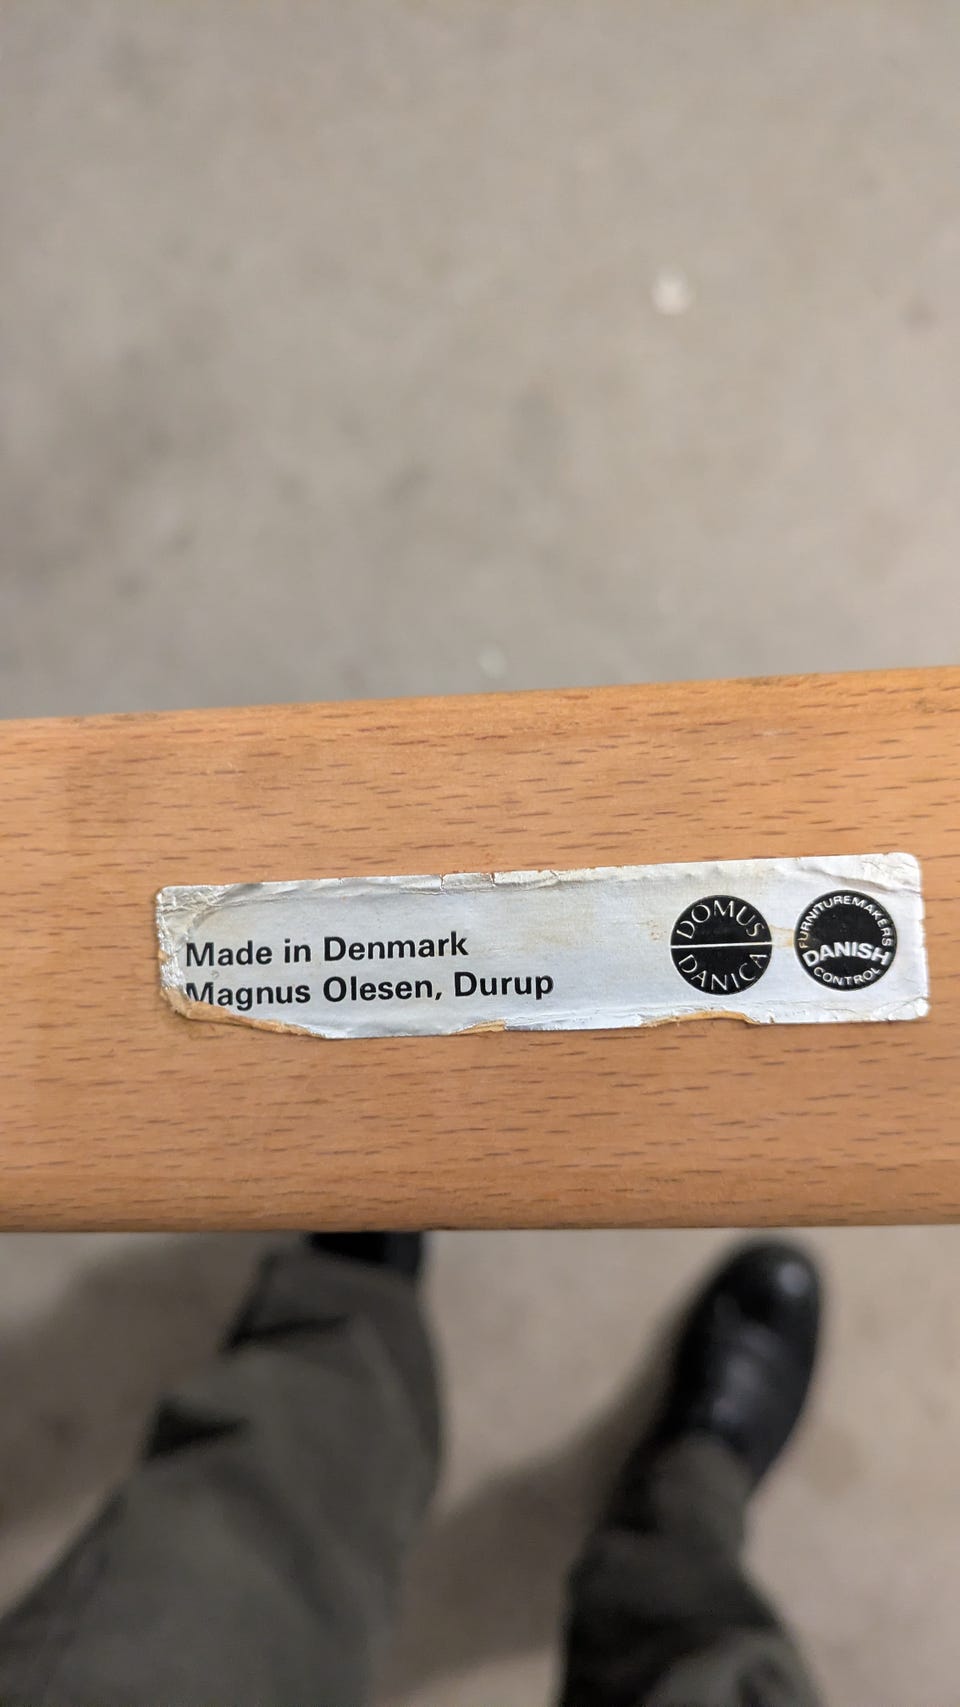 Made in Denmark
Magnus Olesen, Durup
DOMUS
DANICA
FURNITUREMAKERS
DANISH
CONTROL